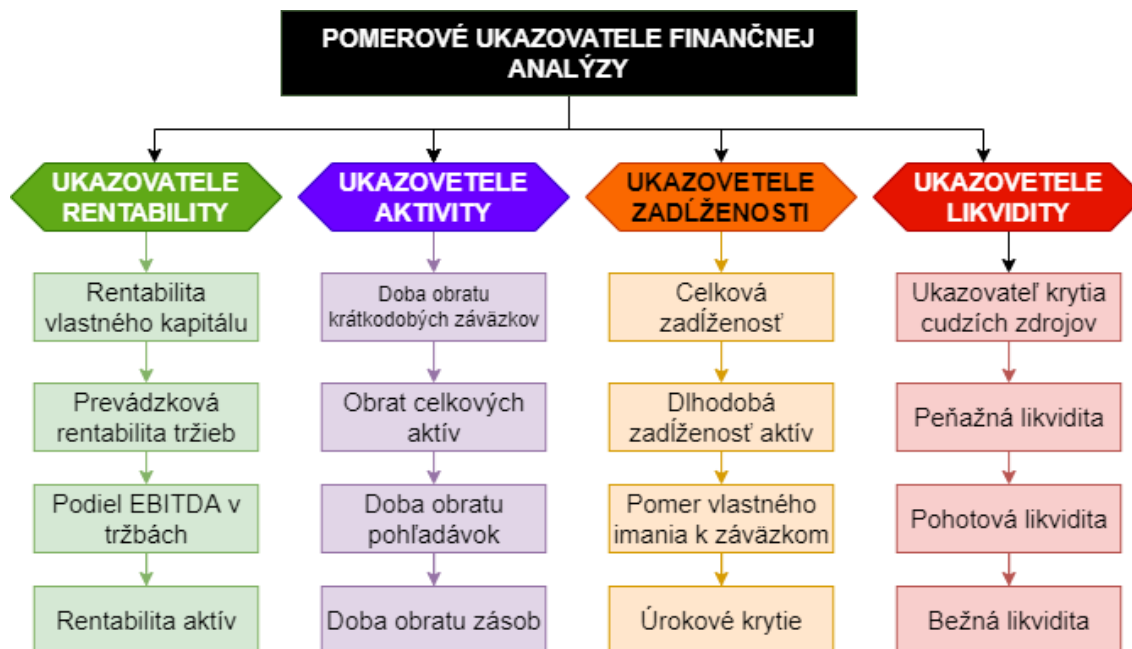 POMEROVÉ UKAZOVATELE FINANČNEJ
ANALÝZY
UKAZOVATELE
RENTABILITY
UKAZOVETELE
AKTIVITY
UKAZOVETELE
ZADĹŽENOSTI
UKAZOVETELE
LIKVIDITY
Rentabilita
vlastného kapitálu
Doba obratu
krátkodobých záväzkov
Celková
zadĺženosť
Ukazovateľ krytia
cudzích zdrojov
Prevádzková
rentabilita tržieb
Obrat celkových
aktív
Dlhodobá
zadĺženosť aktív
Peňažná likvidita
Podiel EBITDA v
tržbách
Doba obratu
pohľadávok
Pomer vlastného
imania k záväzkom
Pohotová likvidita
Rentabilita aktív
Doba obratu zásob
Úrokové krytie
Bežná likvidita